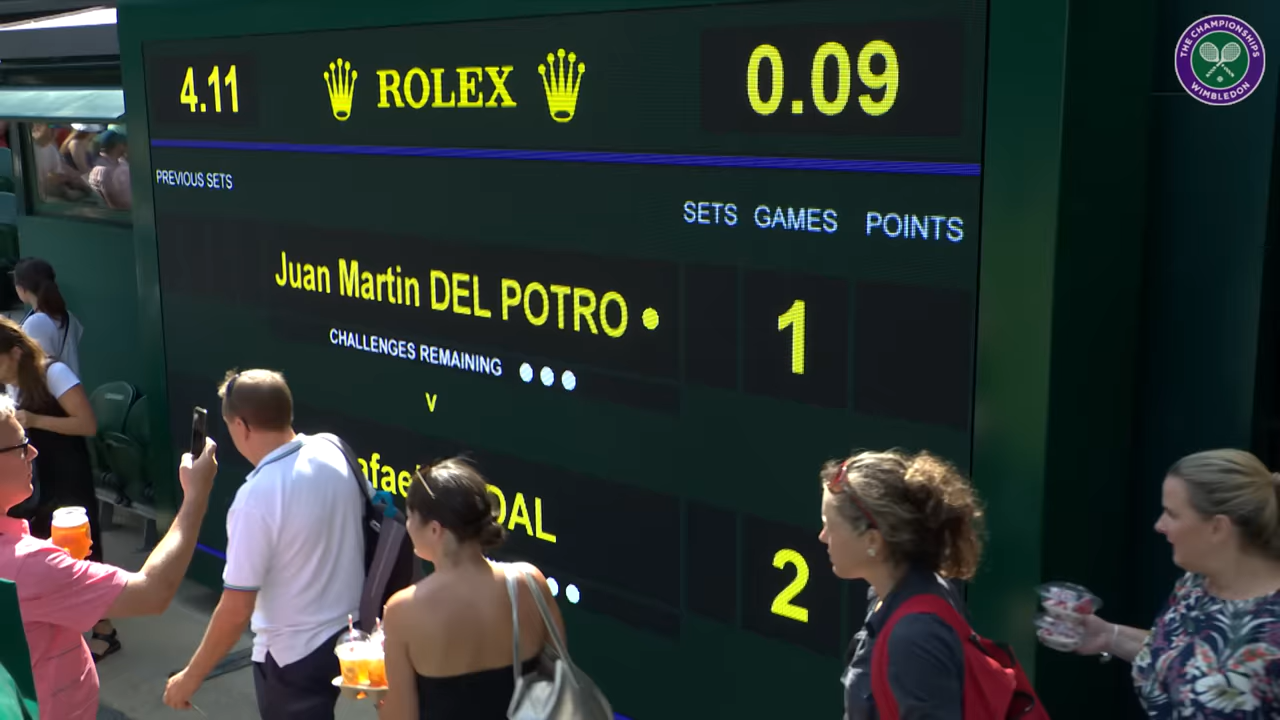 4.11 ROLEX 0.09
PREVIOUS SETS
SETS GAMES POINTS
Juan Martin DEL POTRO 1
CHALLENGES REMAINING
v
2
THE CHAMPIONSHIPS
WIMBLEDON